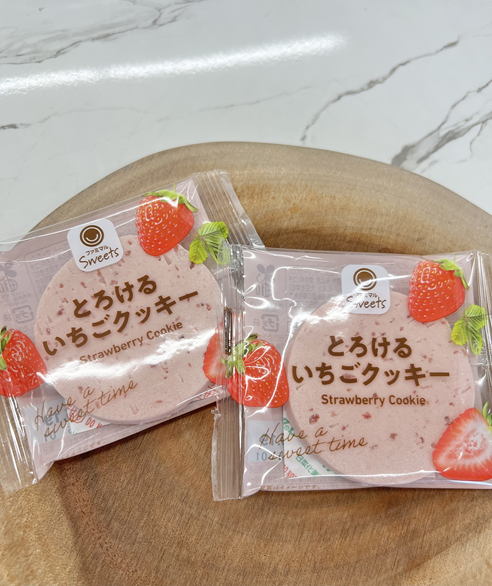 ファミマル
Sweets
とろける
いちごクッキー
Strawberry Cookie
Have a
sweet time
ファミマル
Sweets
とろける
いちごクッキー
Strawberry Cookie
Have a
sweet time